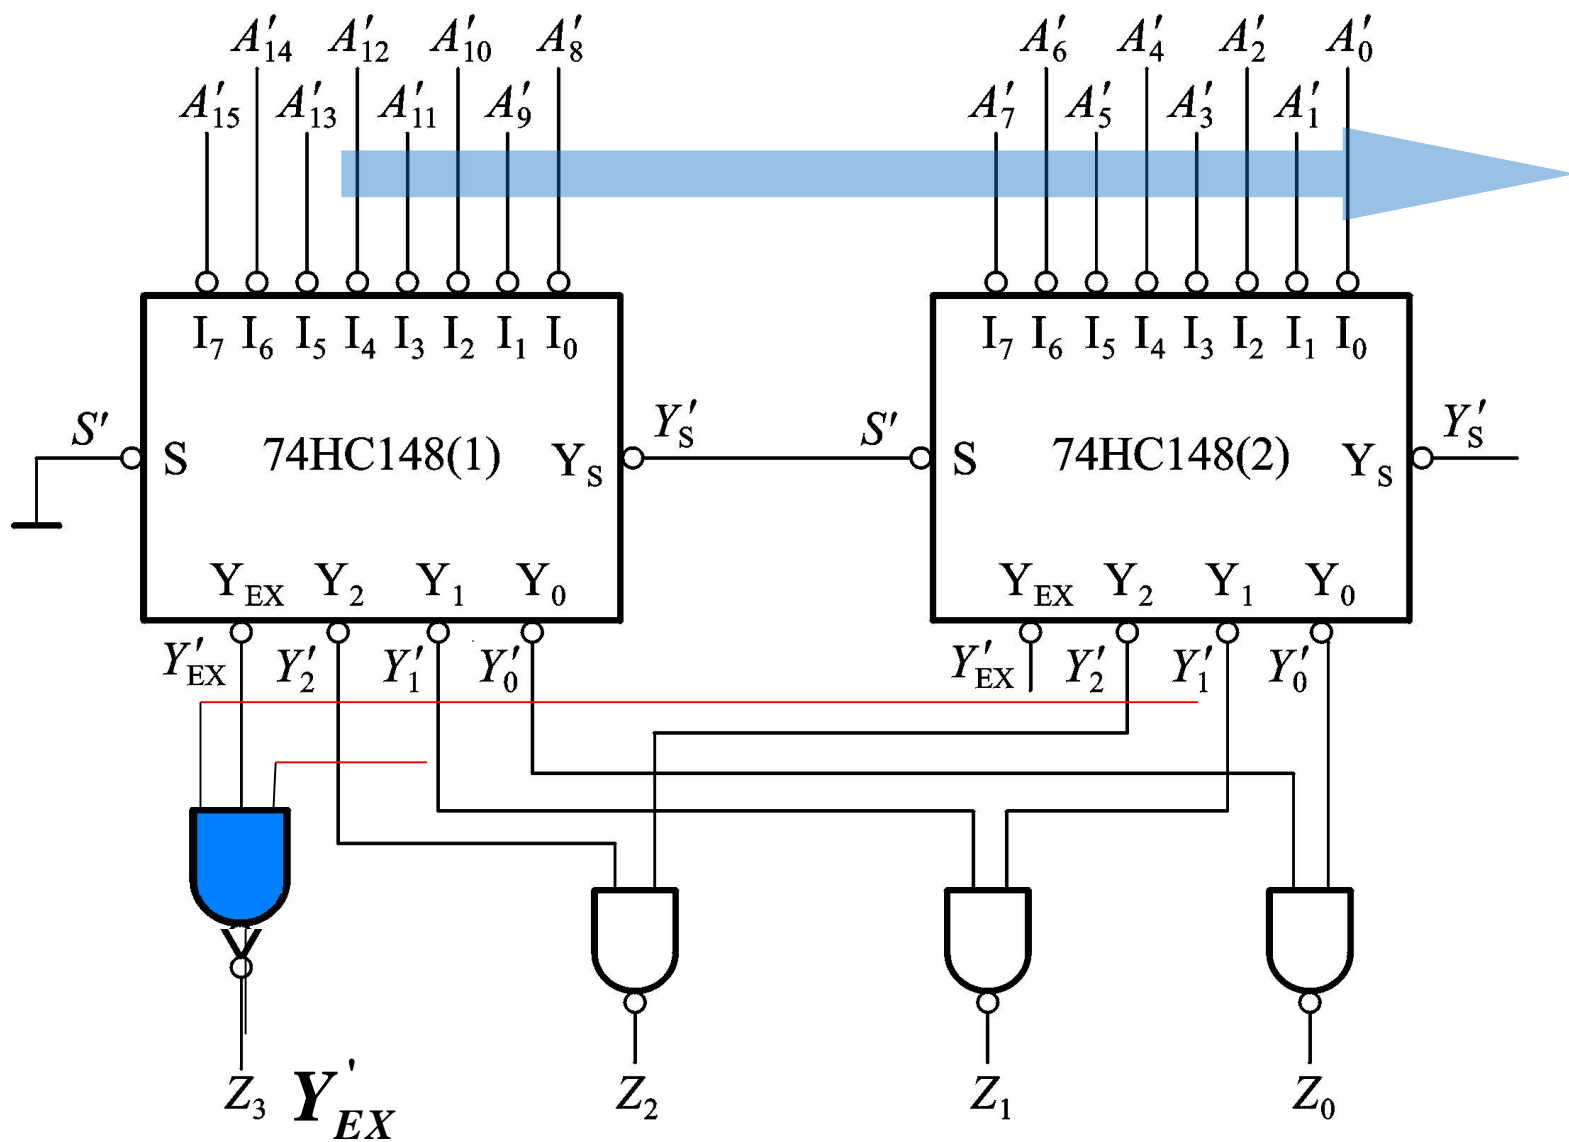 A′14 A′12 A′10 A′8 A′6 A′4 A′2 A′0
A′15 A′13 A′11 A′9 A′7 A′5 A′3 A′1
I7 I6 I5 I4 I3 I2 I1 I0 I7 I6 I5 I4 I3 I2 I1 I0
S′ S 74HC148(1) YS Y′S S′ S 74HC148(2) YS Y′S
YEX Y2 Y1 Y0 YEX Y2 Y1 Y0
Y′EX Y′2 Y′1 Y′0 Y′EX Y′2 Y′1 Y′0
Z3 Y'EX Z2 Z1 Z0